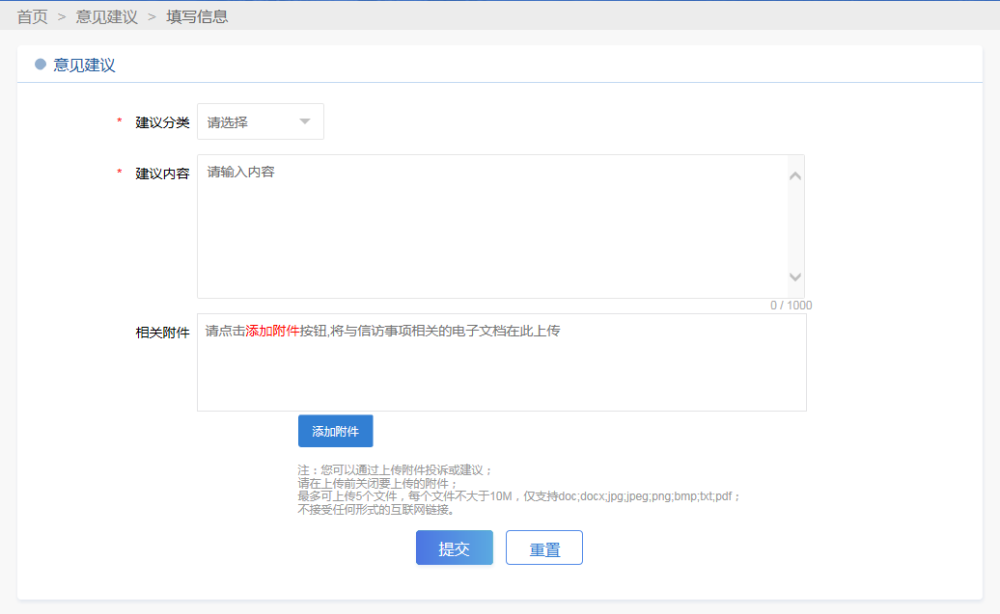 首页 > 意见建议 > 填写信息
意见建议
* 建议分类 请选择
* 建议内容 请输入内容
0 / 1000
相关附件 请点击添加附件按钮,将与信访事项相关的电子文档在此上传
添加附件
注：您可以通过上传附件投诉或建议；
请在上传前关闭要上传的附件；
最多可上传5个文件，每个文件不大于10M，仅支持doc;docx;jpg;jpeg;png;bmp;txt;pdf；
不接受任何形式的互联网链接。
提交 重置